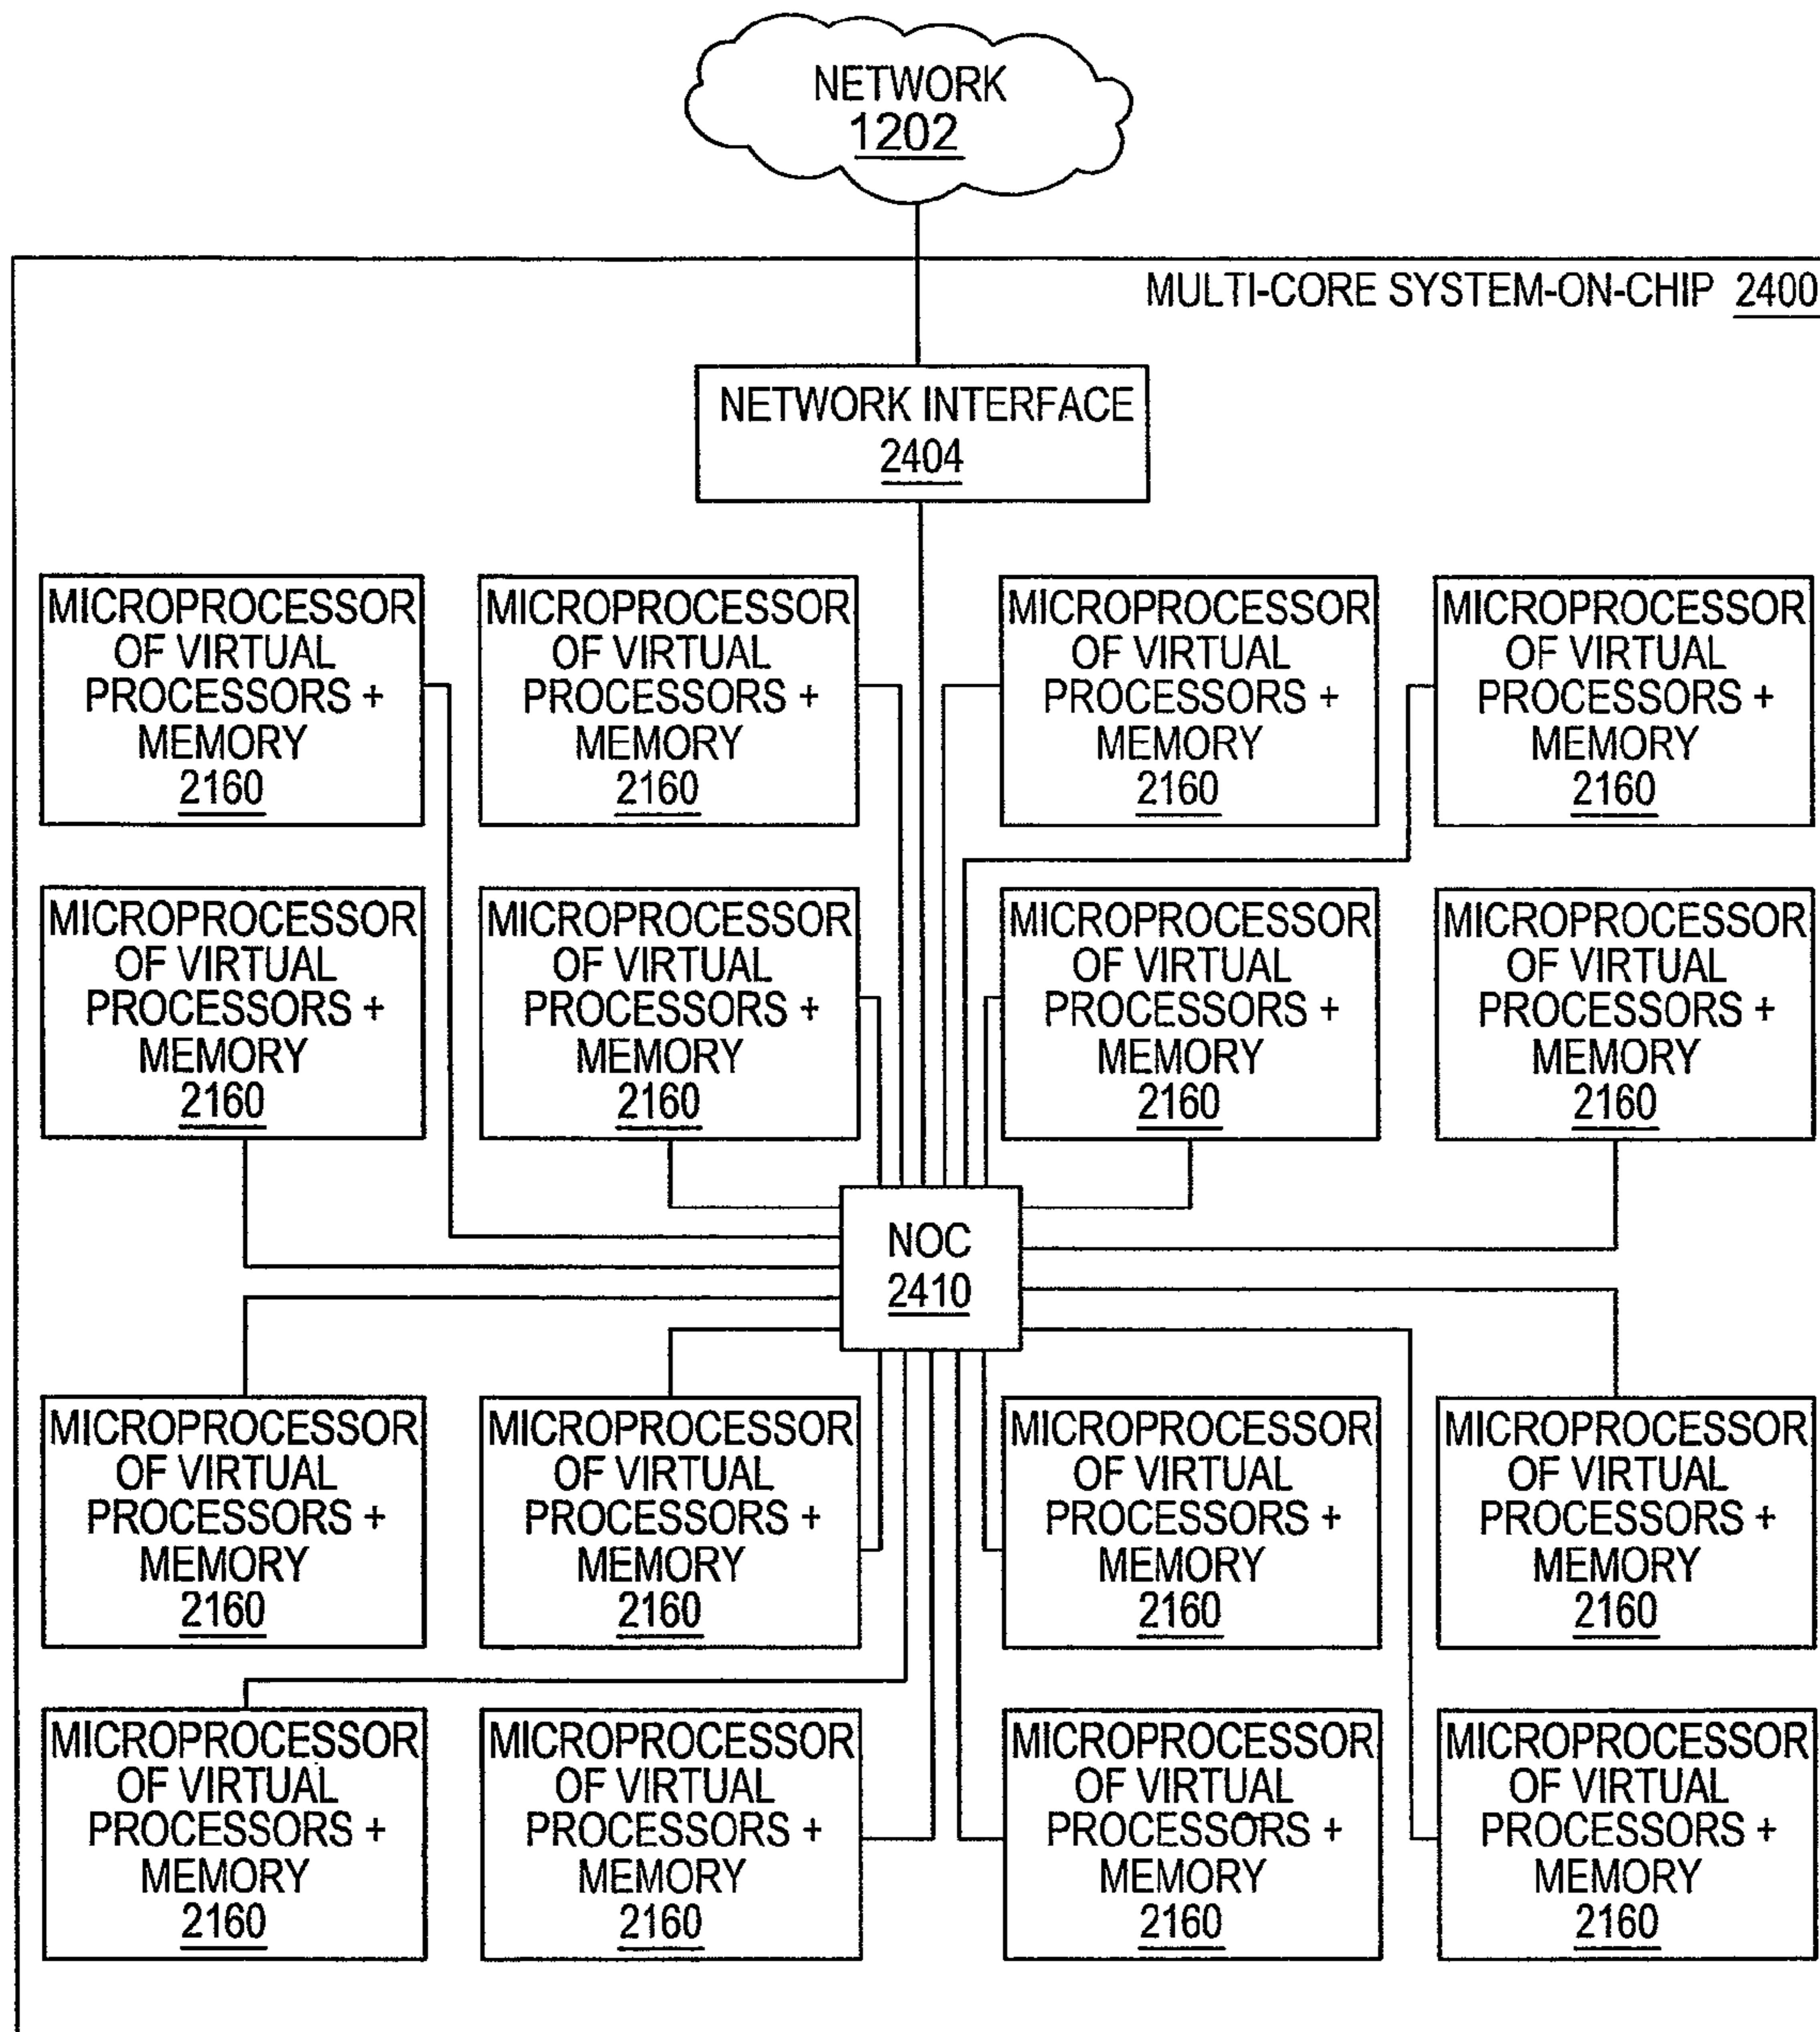 NETWORK
1202
MULTI-CORE SYSTEM-ON-CHIP 2400
NETWORK INTERFACE
2404
MICROPROCESSOR
OF VIRTUAL
PROCESSORS +
MEMORY
2160
MICROPROCESSOR
OF VIRTUAL
PROCESSORS +
MEMORY
2160
MICROPROCESSOR
OF VIRTUAL
PROCESSORS +
MEMORY
2160
MICROPROCESSOR
OF VIRTUAL
PROCESSORS +
MEMORY
2160
MICROPROCESSOR
OF VIRTUAL
PROCESSORS +
MEMORY
2160
MICROPROCESSOR
OF VIRTUAL
PROCESSORS +
MEMORY
2160
MICROPROCESSOR
OF VIRTUAL
PROCESSORS +
MEMORY
2160
MICROPROCESSOR
OF VIRTUAL
PROCESSORS +
MEMORY
2160
NOC
2410
MICROPROCESSOR
OF VIRTUAL
PROCESSORS +
MEMORY
2160
MICROPROCESSOR
OF VIRTUAL
PROCESSORS +
MEMORY
2160
MICROPROCESSOR
OF VIRTUAL
PROCESSORS +
MEMORY
2160
MICROPROCESSOR
OF VIRTUAL
PROCESSORS +
MEMORY
2160
MICROPROCESSOR
OF VIRTUAL
PROCESSORS +
MEMORY
2160
MICROPROCESSOR
OF VIRTUAL
PROCESSORS +
MEMORY
2160
MICROPROCESSOR
OF VIRTUAL
PROCESSORS +
MEMORY
2160
MICROPROCESSOR
OF VIRTUAL
PROCESSORS +
MEMORY
2160